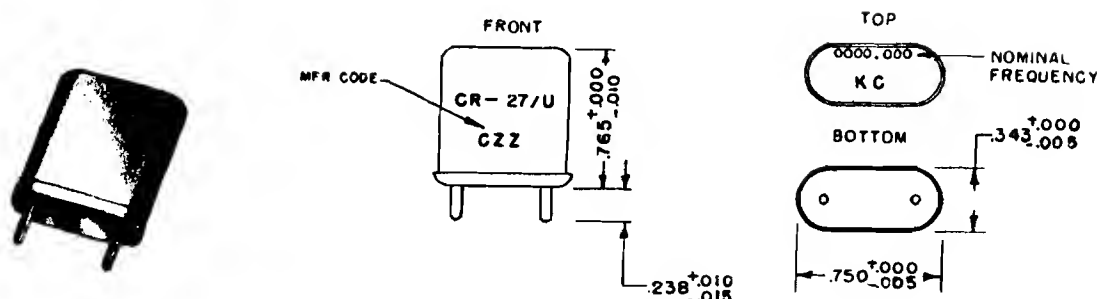 FRONT
MFR CODE
CR-27/U
CZZ
.765 +.000 -.010
.238 +.010 -.015
TOP
0000.000
KC
NOMINAL
FREQUENCY
BOTTOM
.343 +.000 -.005
.750 +.000 -.005